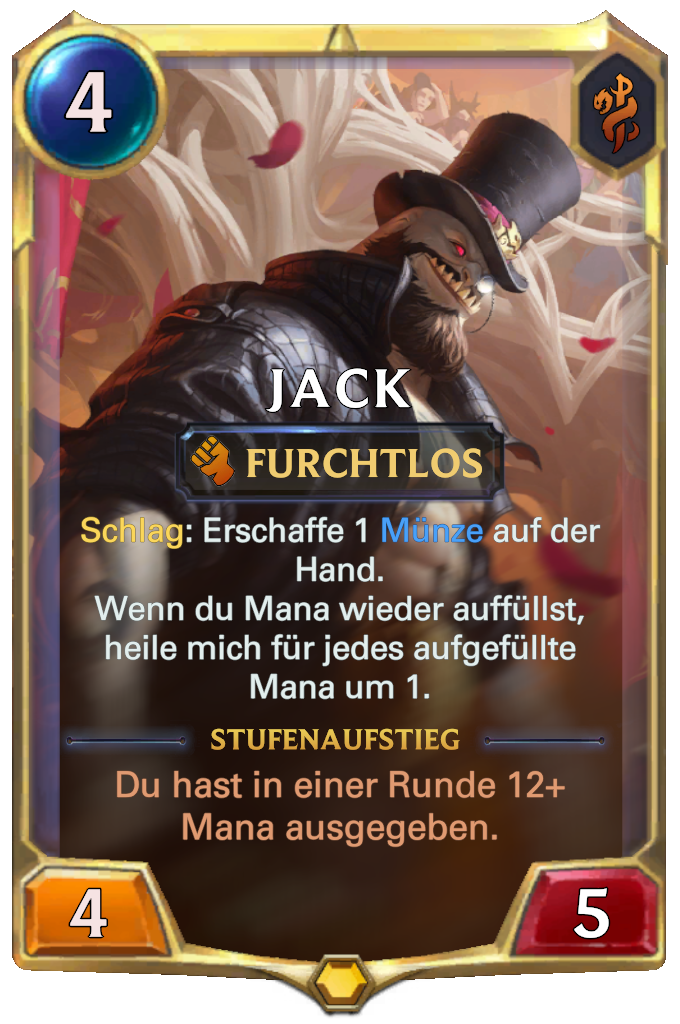 4
JACK
FURCHTLOS
Schlag: Erschaffe 1 Münze auf der
Hand.
Wenn du Mana wieder auffüllst,
heile mich für jedes aufgefüllte
Mana um 1.
STUFENAUFSTIEG
Du hast in einer Runde 12+
Mana ausgegeben.
4
5